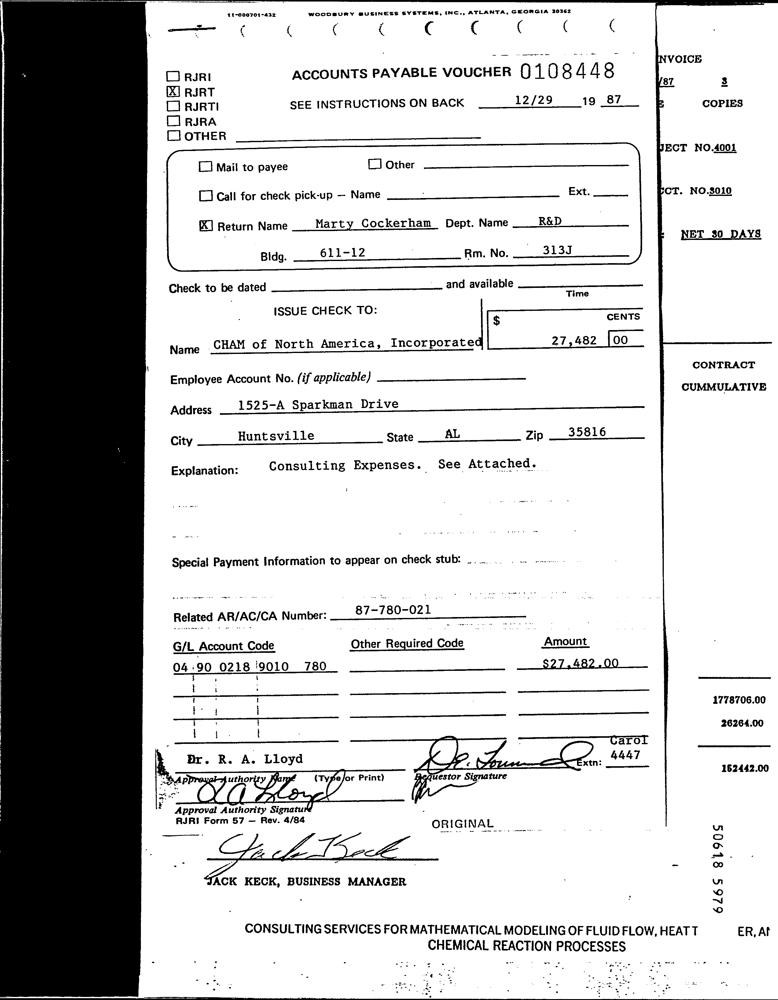 11-000701-432 WOODBURY BUSINESS SYSTEMS, INC., ATLANTA, GEORGIA 30362
ACCOUNTS PAYABLE VOUCHER 0108448
SEE INSTRUCTIONS ON BACK 12/29 19 87
RJRI
X RJRT
RJRTI
RJRA
OTHER
Mail to payee Other
Call for check pick-up — Name Ext.
X Return Name Marty Cockerham Dept. Name R&D
Bldg. 611-12 Rm. No. 313J
Check to be dated and available
Time
ISSUE CHECK TO:
$ CENTS
Name CHAM of North America, Incorporated 27,482 00
Employee Account No. (if applicable)
Address 1525-A Sparkman Drive
City Huntsville State AL Zip 35816
Explanation: Consulting Expenses. See Attached.
Special Payment Information to appear on check stub:
Related AR/AC/CA Number: 87-780-021
G/L Account Code Other Required Code Amount
04 90 0218 9010 780 $27,482.00
Carol
Dr. R. A. Lloyd Extn: 4447
Approval Authority Name (Type or Print) Requestor Signature
Approval Authority Signature
RJRI Form 57 — Rev. 4/84
ORIGINAL
Jack Keck
JACK KECK, BUSINESS MANAGER
NVOICE
/87 3
COPIES
JECT NO.4001
CT. NO.3010
NET 30 DAYS
CONTRACT
CUMMULATIVE
1778706.00
26264.00
152442.00
50618 5979
CONSULTING SERVICES FOR MATHEMATICAL MODELING OF FLUID FLOW, HEAT T ER, AN
CHEMICAL REACTION PROCESSES